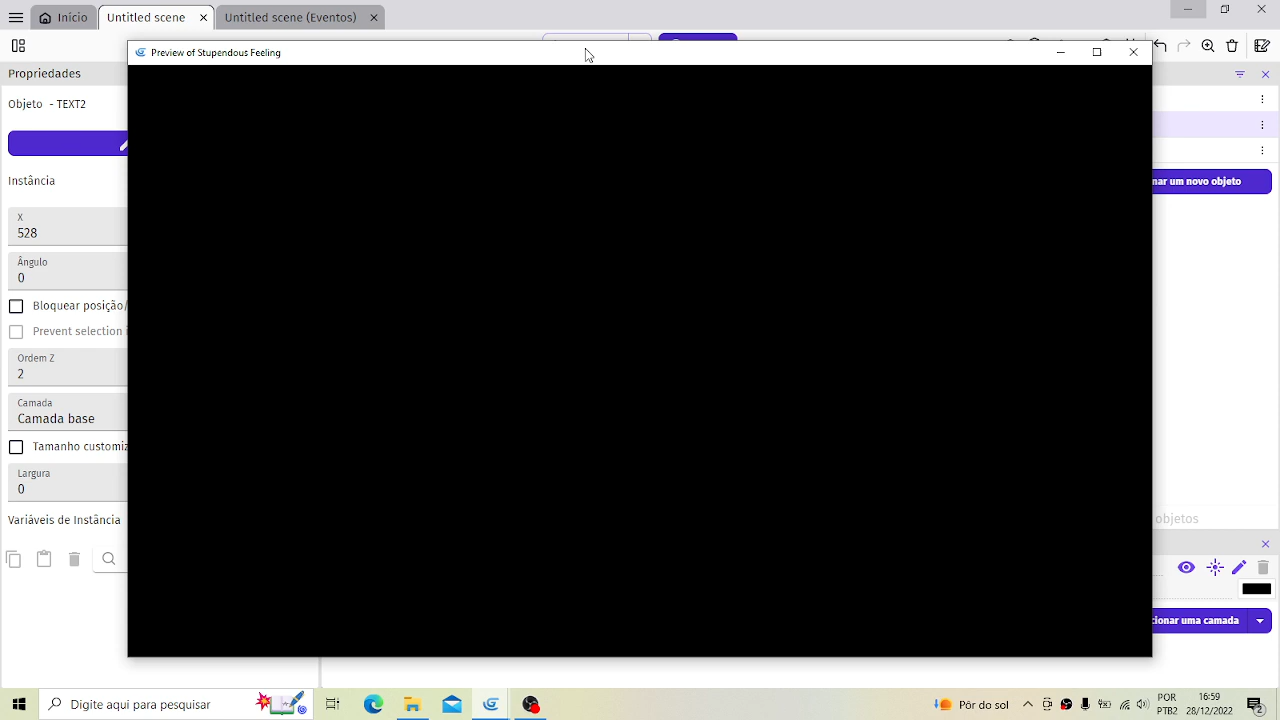 Início
Untitled scene
Untitled scene (Eventos)
Preview of Stupendous Feeling
Propriedades
Objeto - TEXT2
Instância
X
528
Ângulo
0
Bloquear posição/
Prevent selection i
Ordem Z
2
Camada
Camada base
Tamanho customiz
Largura
0
Variáveis de Instância
nar um novo objeto
objetos
cionar uma camada
Digite aqui para pesquisar
Pôr do sol
POR
PTB2
16:59
28/12/2022
2